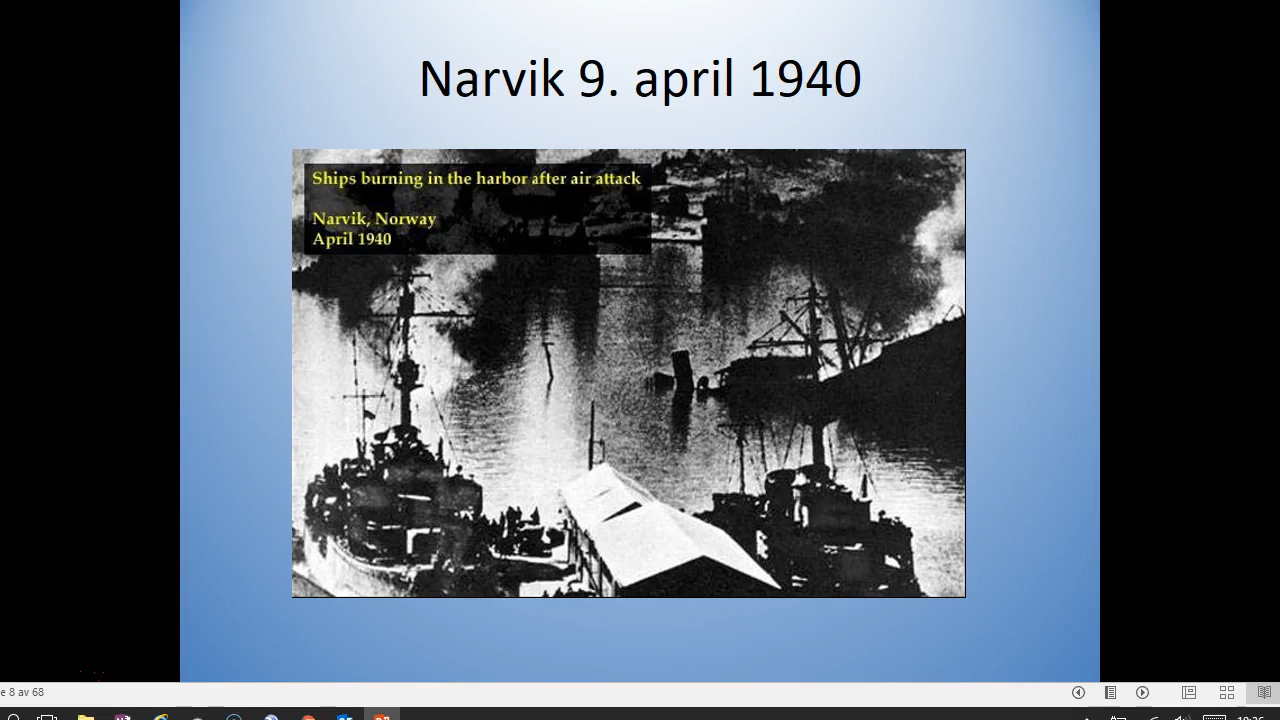 Narvik 9. april 1940
Ships burning in the harbor after air attack
Narvik, Norway
April 1940
e 8 av 68